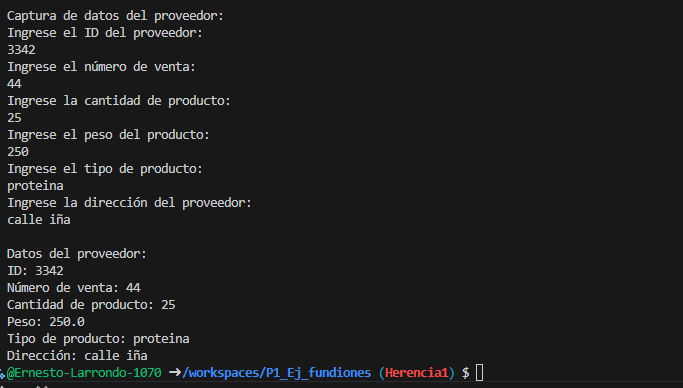 Captura de datos del proveedor:
Ingrese el ID del proveedor:
3342
Ingrese el número de venta:
44
Ingrese la cantidad de producto:
25
Ingrese el peso del producto:
250
Ingrese el tipo de producto:
proteina
Ingrese la dirección del proveedor:
calle iña

Datos del proveedor:
ID: 3342
Número de venta: 44
Cantidad de producto: 25
Peso: 250.0
Tipo de producto: proteina
Dirección: calle iña
@Ernesto-Larrondo-1070 ➜/workspaces/P1_Ej_fundiones (Herencia1) $